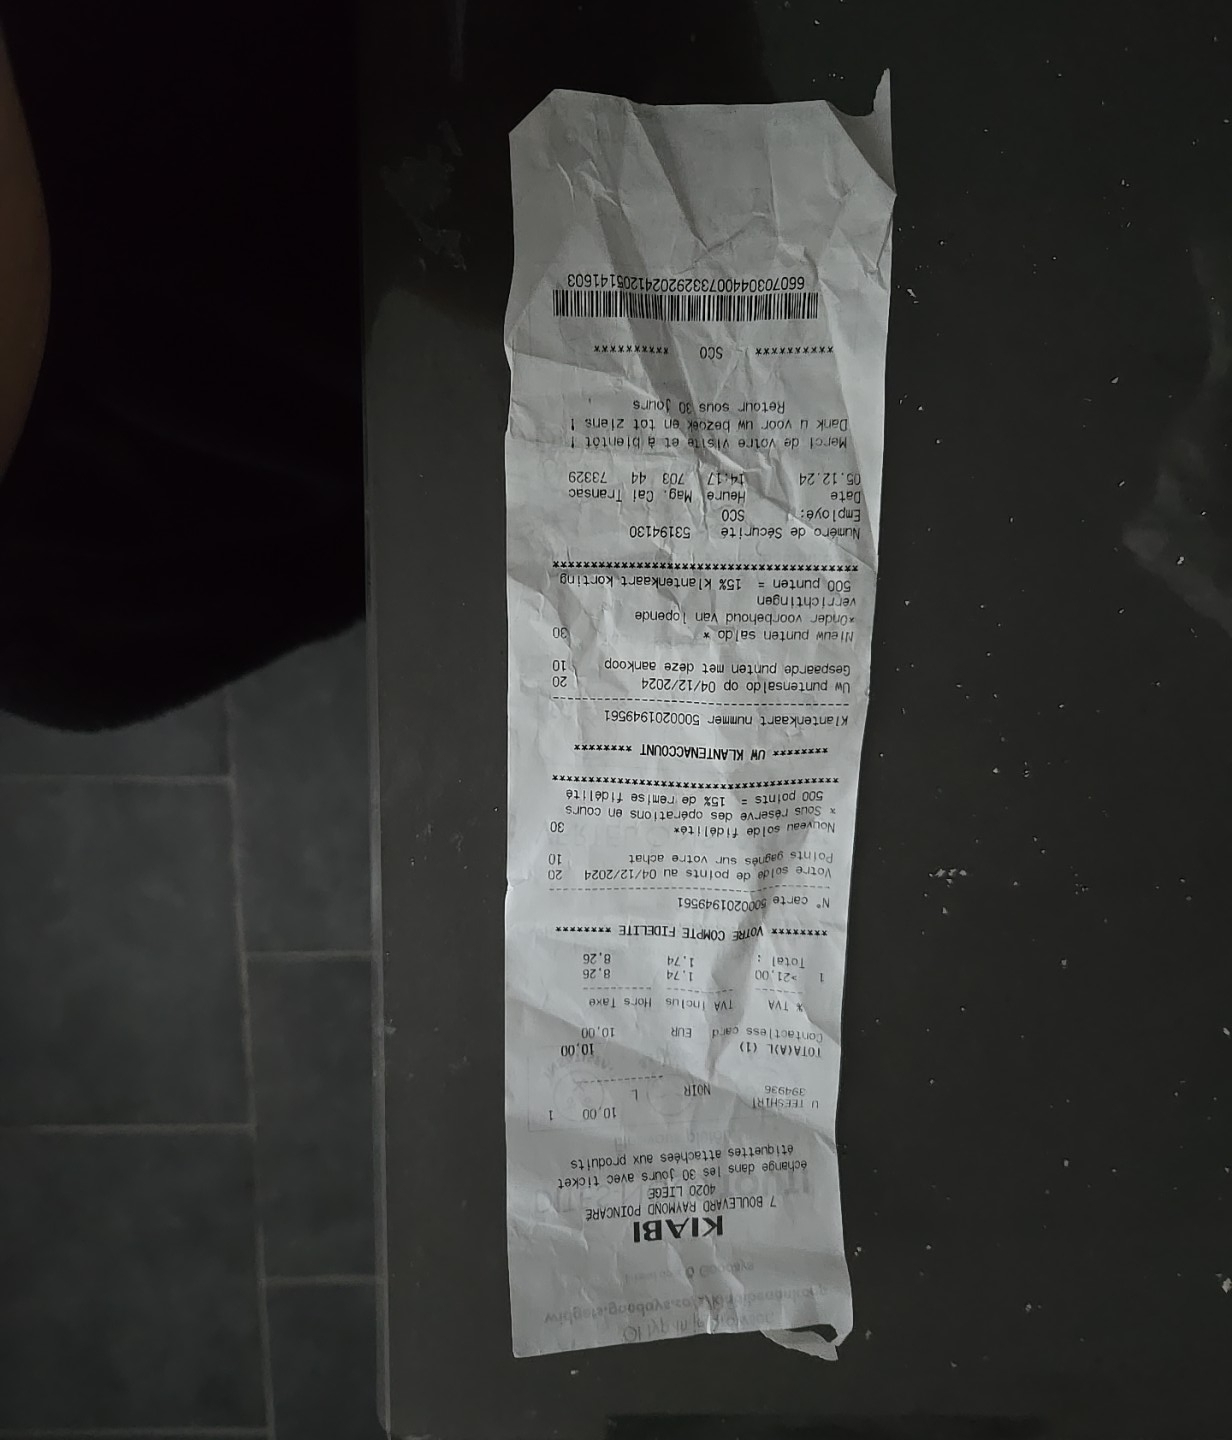 KIABI
7 BOULEVARD RAYMOND POINCARÉ
4020 LIEGE
échange dans les 30 jours avec ticket
étiquettes attachées aux produits
U TEESHIRT 10,00 1
394936 NOIR L
TOTA(A)L (1) 10,00
Contactless card EUR 10,00
% TVA TVA Inclus Hors Taxe
1 >21,00 1,74 8,26
Total : 1,74 8,26
******** VOTRE COMPTE FIDELITE ********
N° carte 5000201949561
Votre solde de points au 04/12/2024 20
Points gagnés sur votre achat 10
Nouveau solde fidélité* 30
* Sous réserve des opérations en cours
500 points = 15% de remise fidélité
******************************************
******** UW KLANTENACCOUNT ********
Klantenkaart nummer 5000201949561
Uw puntensaldo op 04/12/2024 20
Gespaarde punten met deze aankoop 10
Nieuw punten saldo * 30
*Onder voorbehoud van lopende
verrichtingen
500 punten = 15% klantenkaart korting
******************************************
Numéro de Sécurité 53194130
Employe: SCO
Date Heure Mag. Cai Transac
05.12.24 14:17 703 44 73329
Merci de votre visite et à bientôt !
Dank u voor uw bezoek en tot ziens !
Retour sous 30 jours
********** SCO **********
660703044007332920241205141603